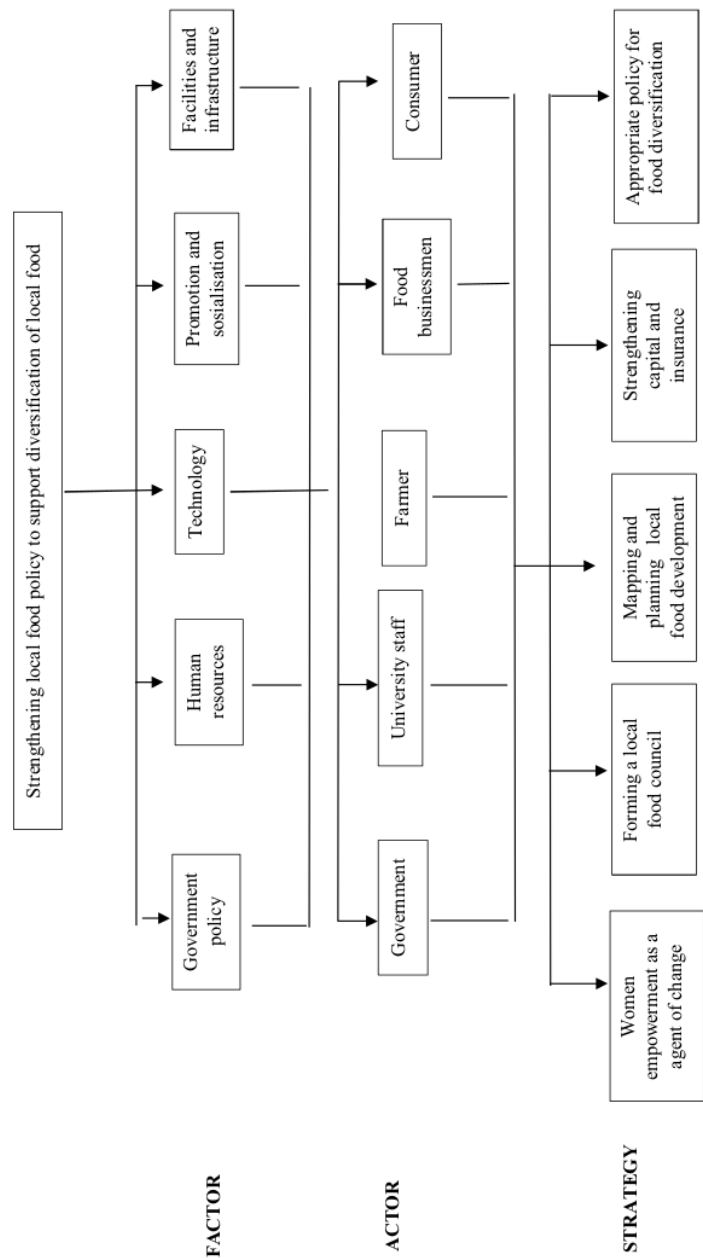 Strengthening local food policy to support diversification of local food
FACTOR
Government
policy
Human
resources
Technology
Promotion and
sosialisation
Facilities and
infrastructure
ACTOR
Government
University staff
Farmer
Food
businessmen
Consumer
STRATEGY
Women
empowerment as a
agent of change
Forming a local
food council
Mapping and
planning local
food development
Strengthening
capital and
insurance
Appropriate policy for
food diversification